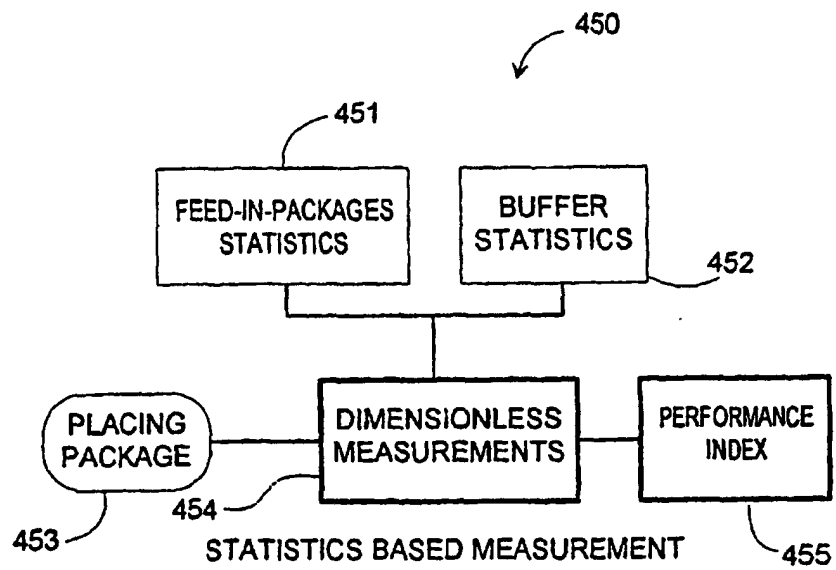 450
451
FEED-IN-PACKAGES
STATISTICS
BUFFER
STATISTICS
452
PLACING
PACKAGE
DIMENSIONLESS
MEASUREMENTS
PERFORMANCE
INDEX
453
454
455
STATISTICS BASED MEASUREMENT